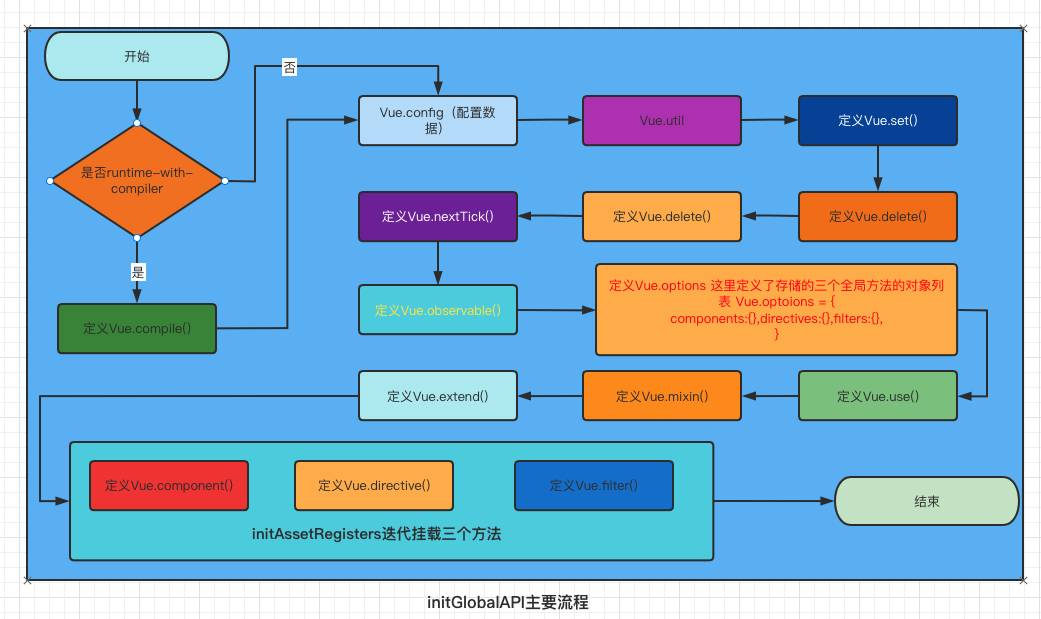 开始
是否runtime-with-
compiler
否
是
定义Vue.compile()
Vue.config（配置数
据）
Vue.util
定义Vue.set()
定义Vue.delete()
定义Vue.delete()
定义Vue.nextTick()
定义Vue.observable()
定义Vue.options 这里定义了存储的三个全局方法的对象列
表 Vue.optoions = {
components:{},directives:{},filters:{},
}
定义Vue.use()
定义Vue.mixin()
定义Vue.extend()
定义Vue.component()
定义Vue.directive()
定义Vue.filter()
initAssetRegisters迭代挂载三个方法
结束
initGlobalAPI主要流程